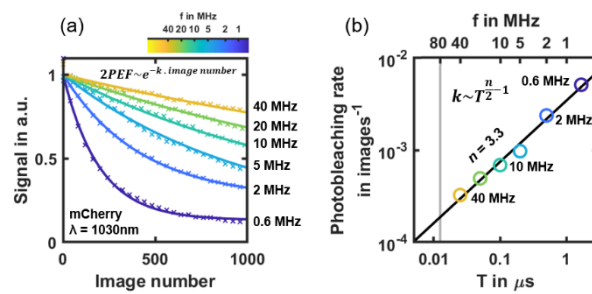 (a)
f in MHz
40 20 10 5 2 1
2PEF~e^{-k . image number}
Signal in a.u.
1
0.5
0
40 MHz
20 MHz
10 MHz
5 MHz
2 MHz
0.6 MHz
mCherry
λ = 1030nm
0 500 1000
Image number
(b)
f in MHz
80 40 10 5 2 1
Photobleaching rate
in images⁻¹
10⁻²
10⁻³
10⁻⁴
k~T^{n/2 −1}
n = 3.3
0.6 MHz
2 MHz
10 MHz
40 MHz
0.01 0.1 1
T in μs